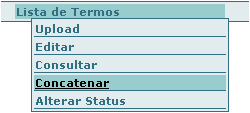 Lista de Termos
Upload
Editar
Consultar
Concatenar
Alterar Status